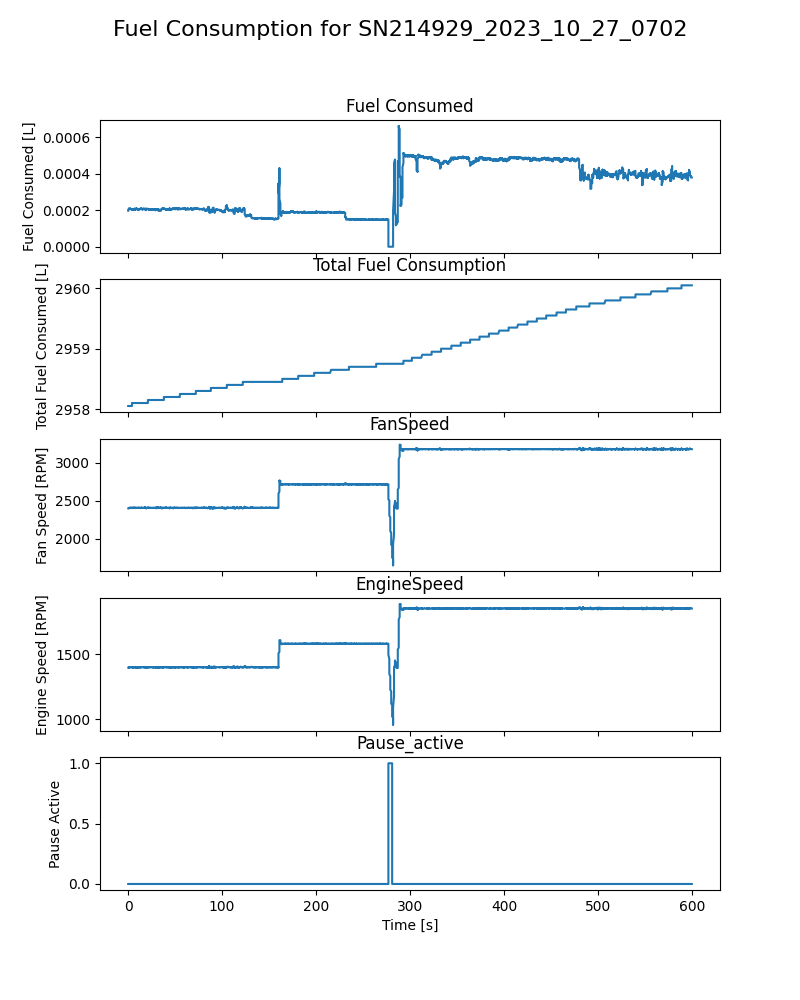 Fuel Consumption for SN214929_2023_10_27_0702
Fuel Consumed
Fuel Consumed [L]
0.0006
0.0004
0.0002
0.0000
Total Fuel Consumption
Total Fuel Consumed [L]
2960
2959
2958
FanSpeed
Fan Speed [RPM]
3000
2500
2000
EngineSpeed
Engine Speed [RPM]
1500
1000
Pause_active
Pause Active
1.0
0.5
0.0
0 100 200 300 400 500 600
Time [s]